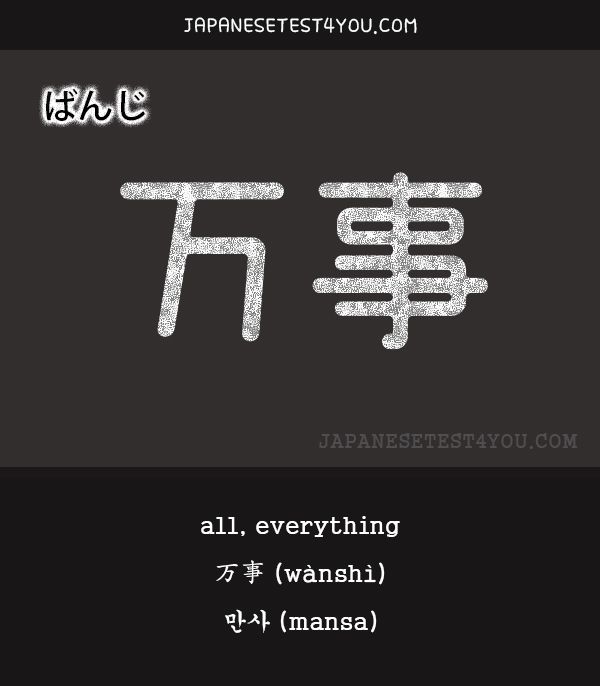 JAPANESETEST4YOU.COM
ばんじ
万事
JAPANESETEST4YOU.COM
all, everything
万事 (wànshì)
만사 (mansa)